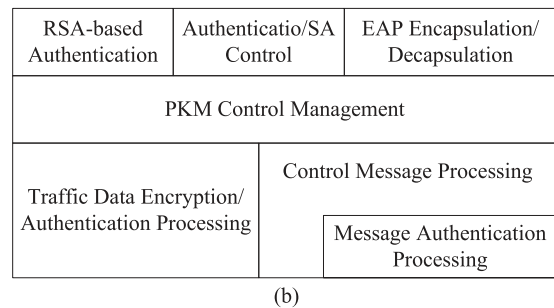 RSA-based
Authentication
Authenticatio/SA
Control
EAP Encapsulation/
Decapsulation
PKM Control Management
Traffic Data Encryption/
Authentication Processing
Control Message Processing
Message Authentication
Processing
(b)